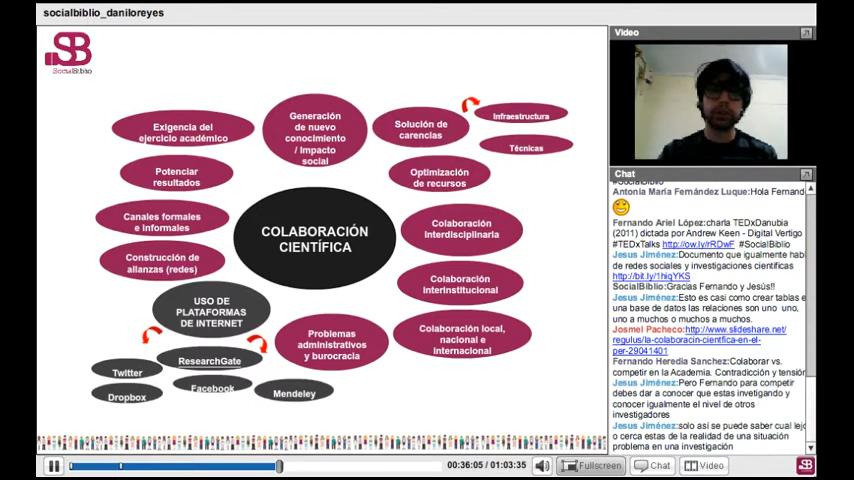 socialbiblio_daniloreyes
SB
SocialBiblio
Exigencia del
ejercicio académico
Generación
de nuevo
conocimiento
/ Impacto
social
Solución de
carencias
Infraestructura
Técnicas
Potenciar
resultados
Optimización
de recursos
Canales formales
e informales
COLABORACIÓN
CIENTÍFICA
Colaboración
interdisciplinaria
Construcción de
alianzas (redes)
Colaboración
interinstitucional
USO DE
PLATAFORMAS
DE INTERNET
Problemas
administrativos
y burocracia
Colaboración local,
nacional e
internacional
Twitter
ResearchGate
Dropbox
Facebook
Mendeley
Video
Chat
#SocialBiblio
Antonia María Fernández Luque:Hola Fernand
Fernando Ariel López:charla TEDxDanubia
(2011) dictada por Andrew Keen - Digital Vertigo
#TEDxTalks http://ow.ly/rRDwF #SocialBiblio
Jesus Jiménez:Documento que igualmente habl
de redes sociales y investigaciones cientificas
http://bit.ly/1hiqYKS
SocialBiblio:Gracias Fernando y Jesús!!
Jesus Jiménez:Esto es casi como crear tablas e
una base de datos las relaciones son uno uno,
uno a muchos o muchos a muchos.
Josmel Pacheco:http://www.slideshare.net/
regulus/la-colaboracin-cientfica-en-el-
per-29041401
Fernando Heredia Sanchez:Colaborar vs.
competir en la Academia. Contradicción y tensión
Jesus Jiménez:Pero Fernando para competir
debes dar a conocer que estas invetigando y
conocer igualmente el nivel de otros
investigadores
Jesus Jiménez:solo así se puede saber cual lejo
o cerca estas de la realidad de una situación
problema en una investigación
00:36:05 / 01:03:35
Fullscreen
Chat
Video
SB